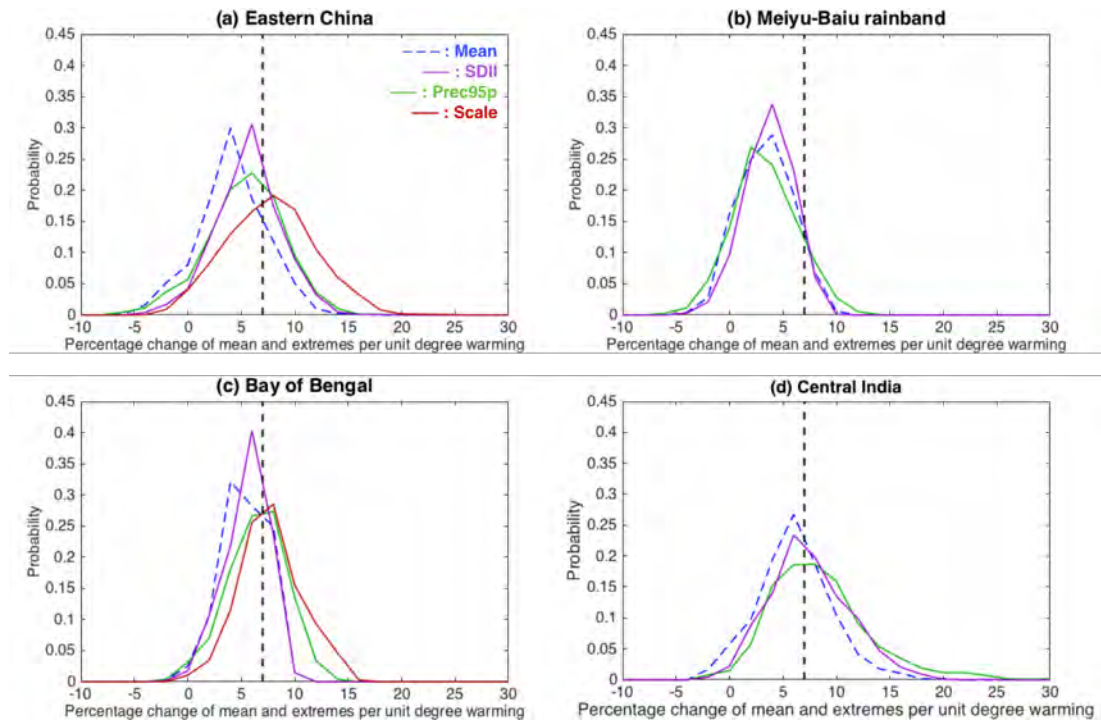 (a) Eastern China
0.45
0.4
0.35
0.3
0.25
0.2
0.15
0.1
0.05
0
Probability
: Mean
: SDII
: Prec95p
: Scale
-10 -5 0 5 10 15 20 25 30
Percentage change of mean and extremes per unit degree warming
(b) Meiyu-Baiu rainband
0.45
0.4
0.35
0.3
0.25
0.2
0.15
0.1
0.05
0
Probability
-10 -5 0 5 10 15 20 25 30
Percentage change of mean and extremes per unit degree warming
(c) Bay of Bengal
0.45
0.4
0.35
0.3
0.25
0.2
0.15
0.1
0.05
0
Probability
-10 -5 0 5 10 15 20 25 30
Percentage change of mean and extremes per unit degree warming
(d) Central India
0.45
0.4
0.35
0.3
0.25
0.2
0.15
0.1
0.05
0
Probability
-10 -5 0 5 10 15 20 25 30
Percentage change of mean and extremes per unit degree warming